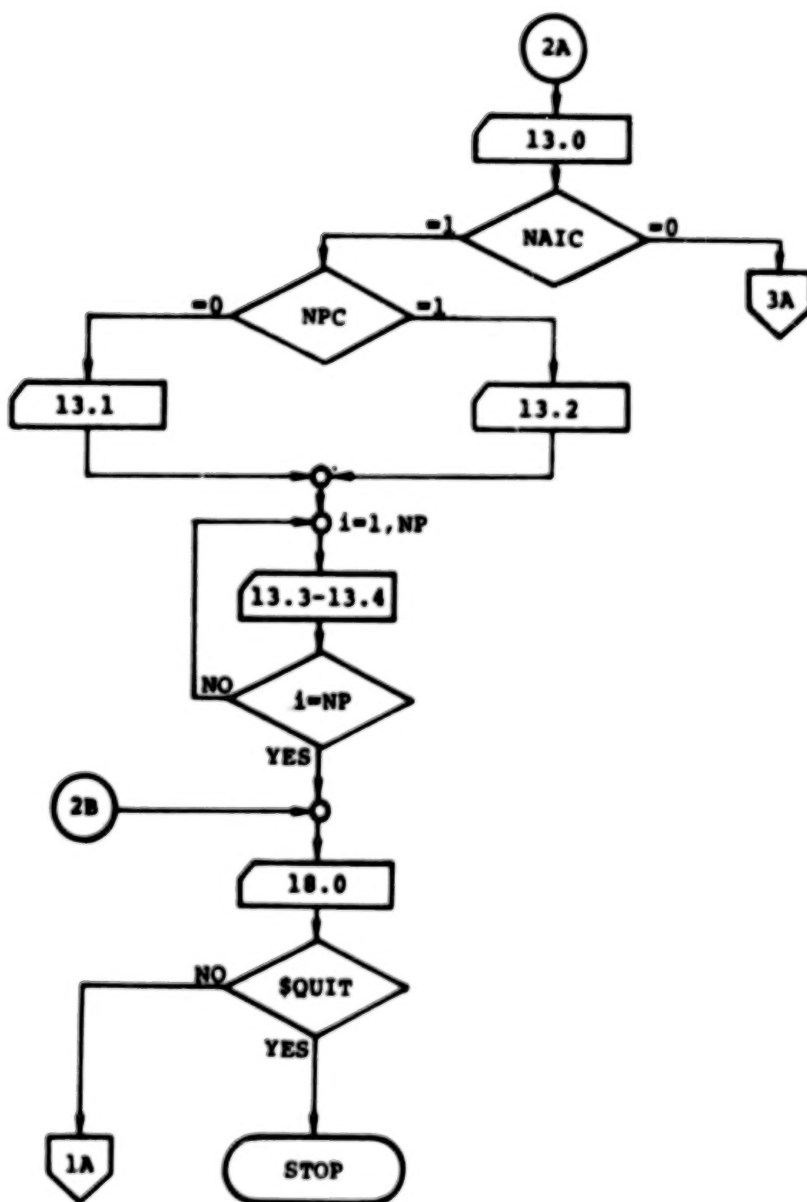 2A
13.0
=1
NAIC
=0
3A
=0
NPC
=1
13.1
13.2
i=1,NP
13.3-13.4
NO
i=NP
YES
2B
18.0
NO
$QUIT
YES
1A
STOP